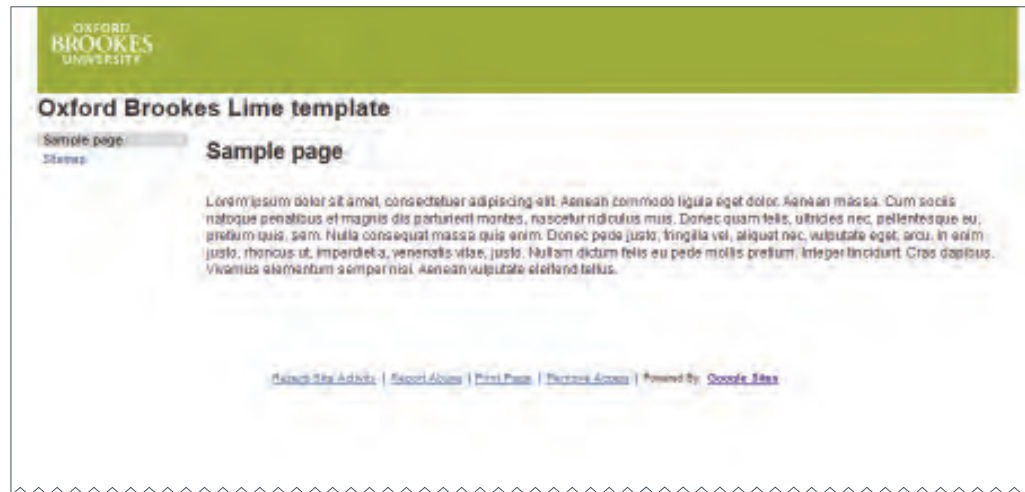 OXFORD
BROOKES
UNIVERSITY
Oxford Brookes Lime template
Sample page
Sitemap
Sample page
Lorem ipsum dolor sit amet, consectetuer adipiscing elit. Aenean commodo ligula eget dolor. Aenean massa. Cum sociis
natoque penatibus et magnis dis parturient montes, nascetur ridiculus mus. Donec quam felis, ultricies nec, pellentesque eu,
pretium quis, sem. Nulla consequat massa quis enim. Donec pede justo, fringilla vel, aliquet nec, vulputate eget, arcu. In enim
justo, rhoncus ut, imperdiet a, venenatis vitae, justo. Nullam dictum felis eu pede mollis pretium. Integer tincidunt. Cras dapibus.
Vivamus elementum semper nisi. Aenean vulputate eleifend tellus.
Recent Site Activity | Report Abuse | Print Page | Remove Access | Powered By Google Sites